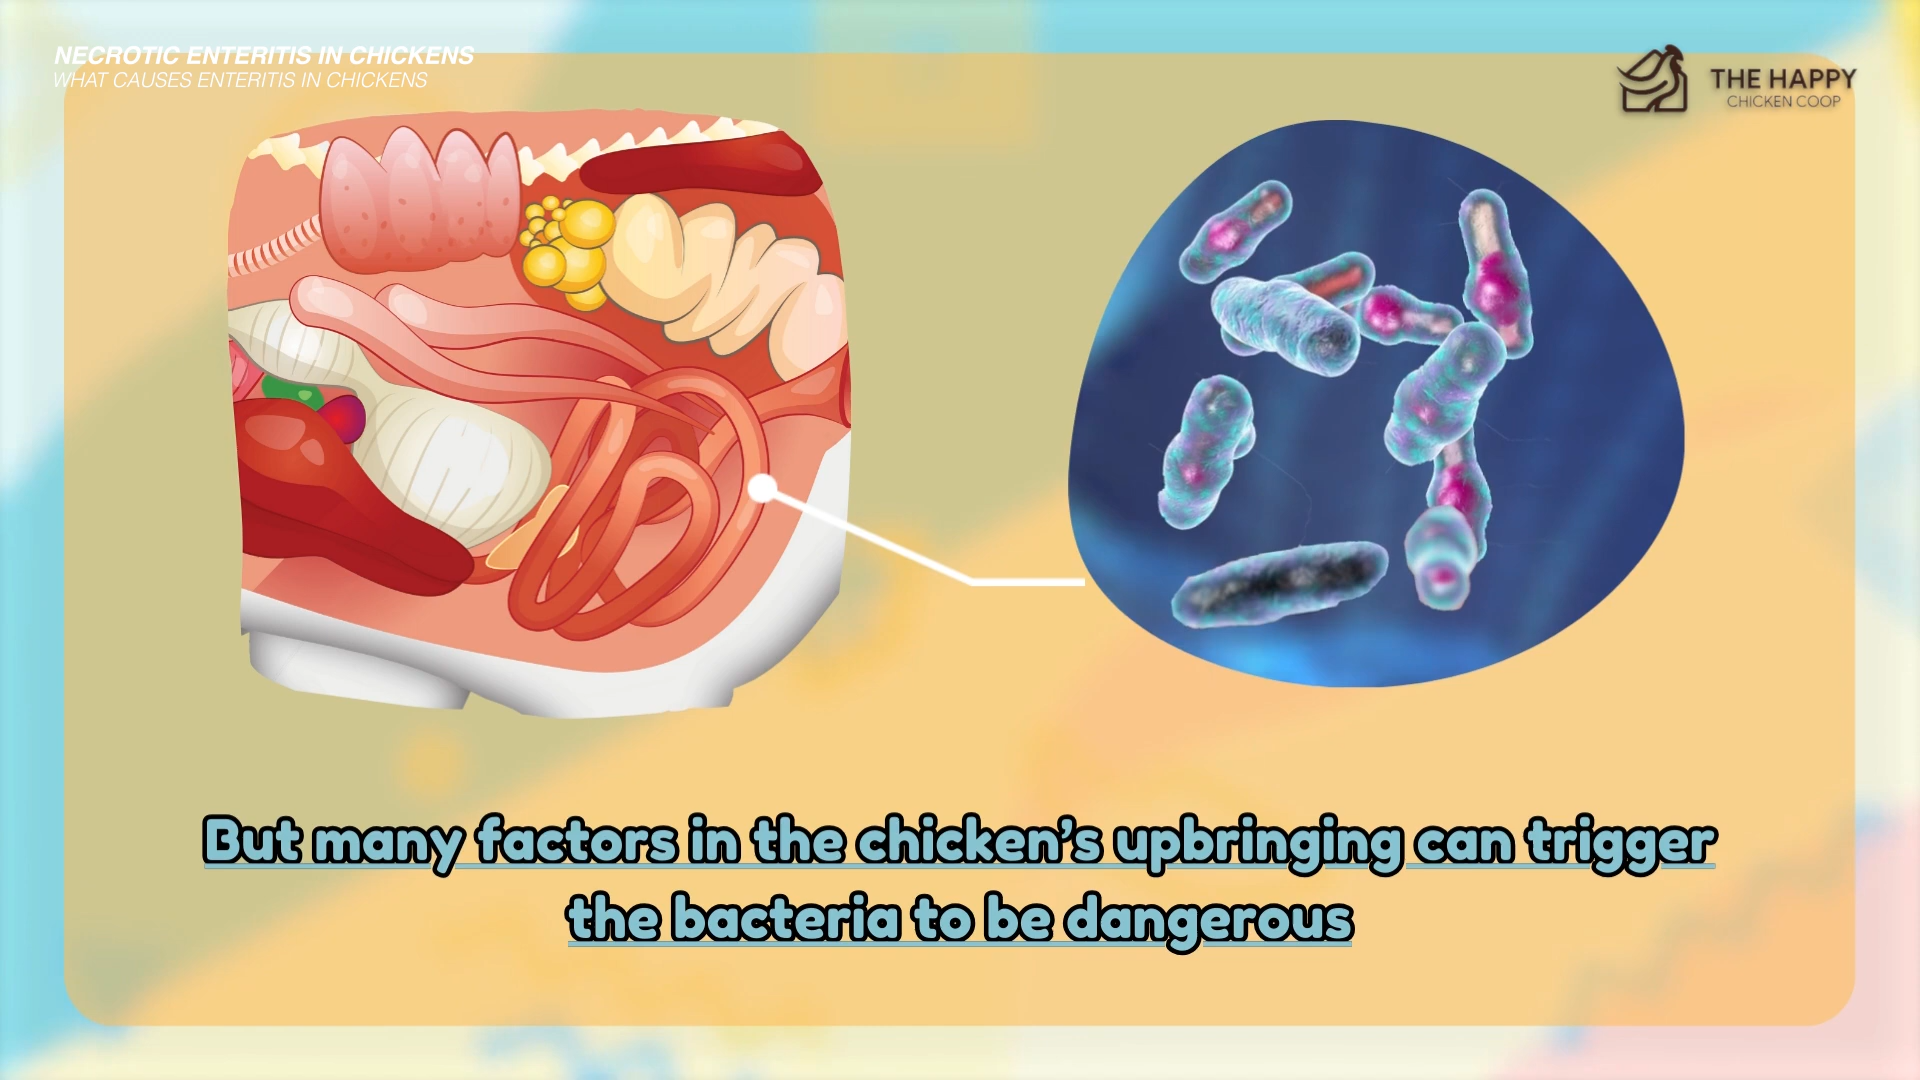 NECROTIC ENTERITIS IN CHICKENS
WHAT CAUSES ENTERITIS IN CHICKENS
THE HAPPY
CHICKEN COOP
But many factors in the chicken's upbringing can trigger
the bacteria to be dangerous